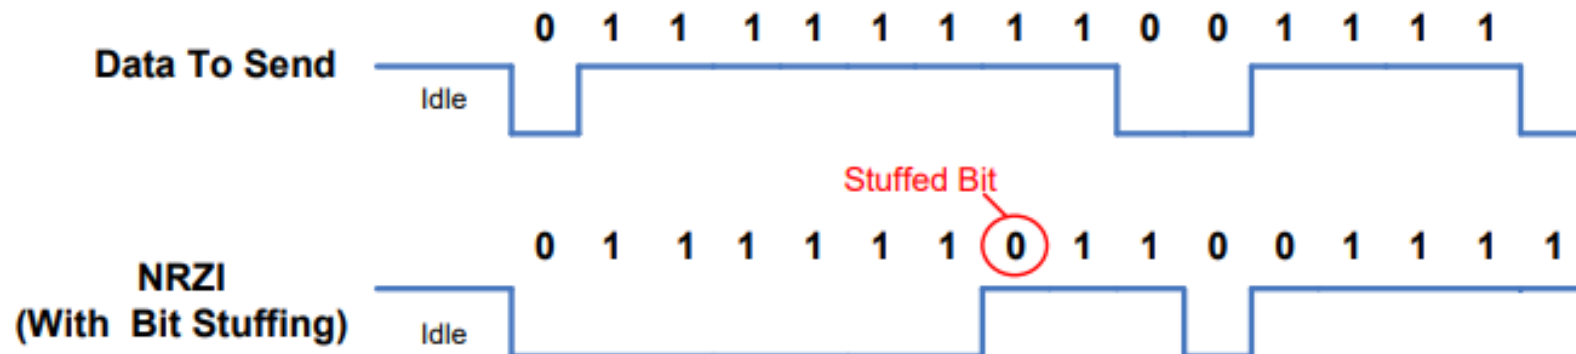 0 1 1 1 1 1 1 1 1 0 0 1 1 1 1
Data To Send
Idle
Stuffed Bit
0 1 1 1 1 1 1 0 1 1 0 0 1 1 1 1
NRZI
(With Bit Stuffing)
Idle